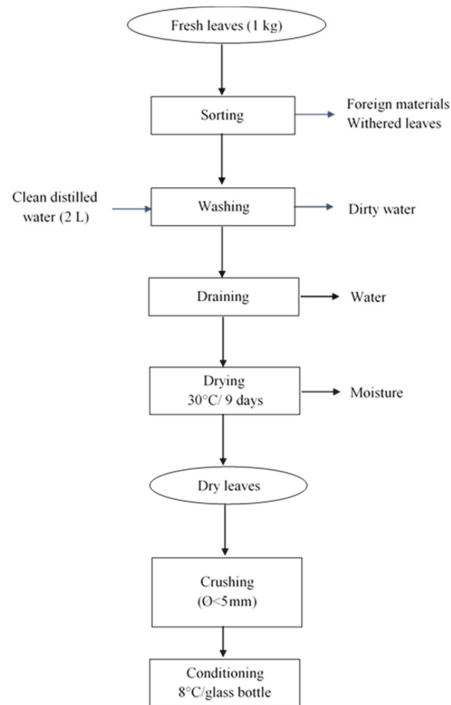 Fresh leaves (1 kg)
Sorting
Foreign materials
Withered leaves
Clean distilled
water (2 L)
Washing
Dirty water
Draining
Water
Drying
30°C/ 9 days
Moisture
Dry leaves
Crushing
(Ø<5mm)
Conditioning
8°C/glass bottle